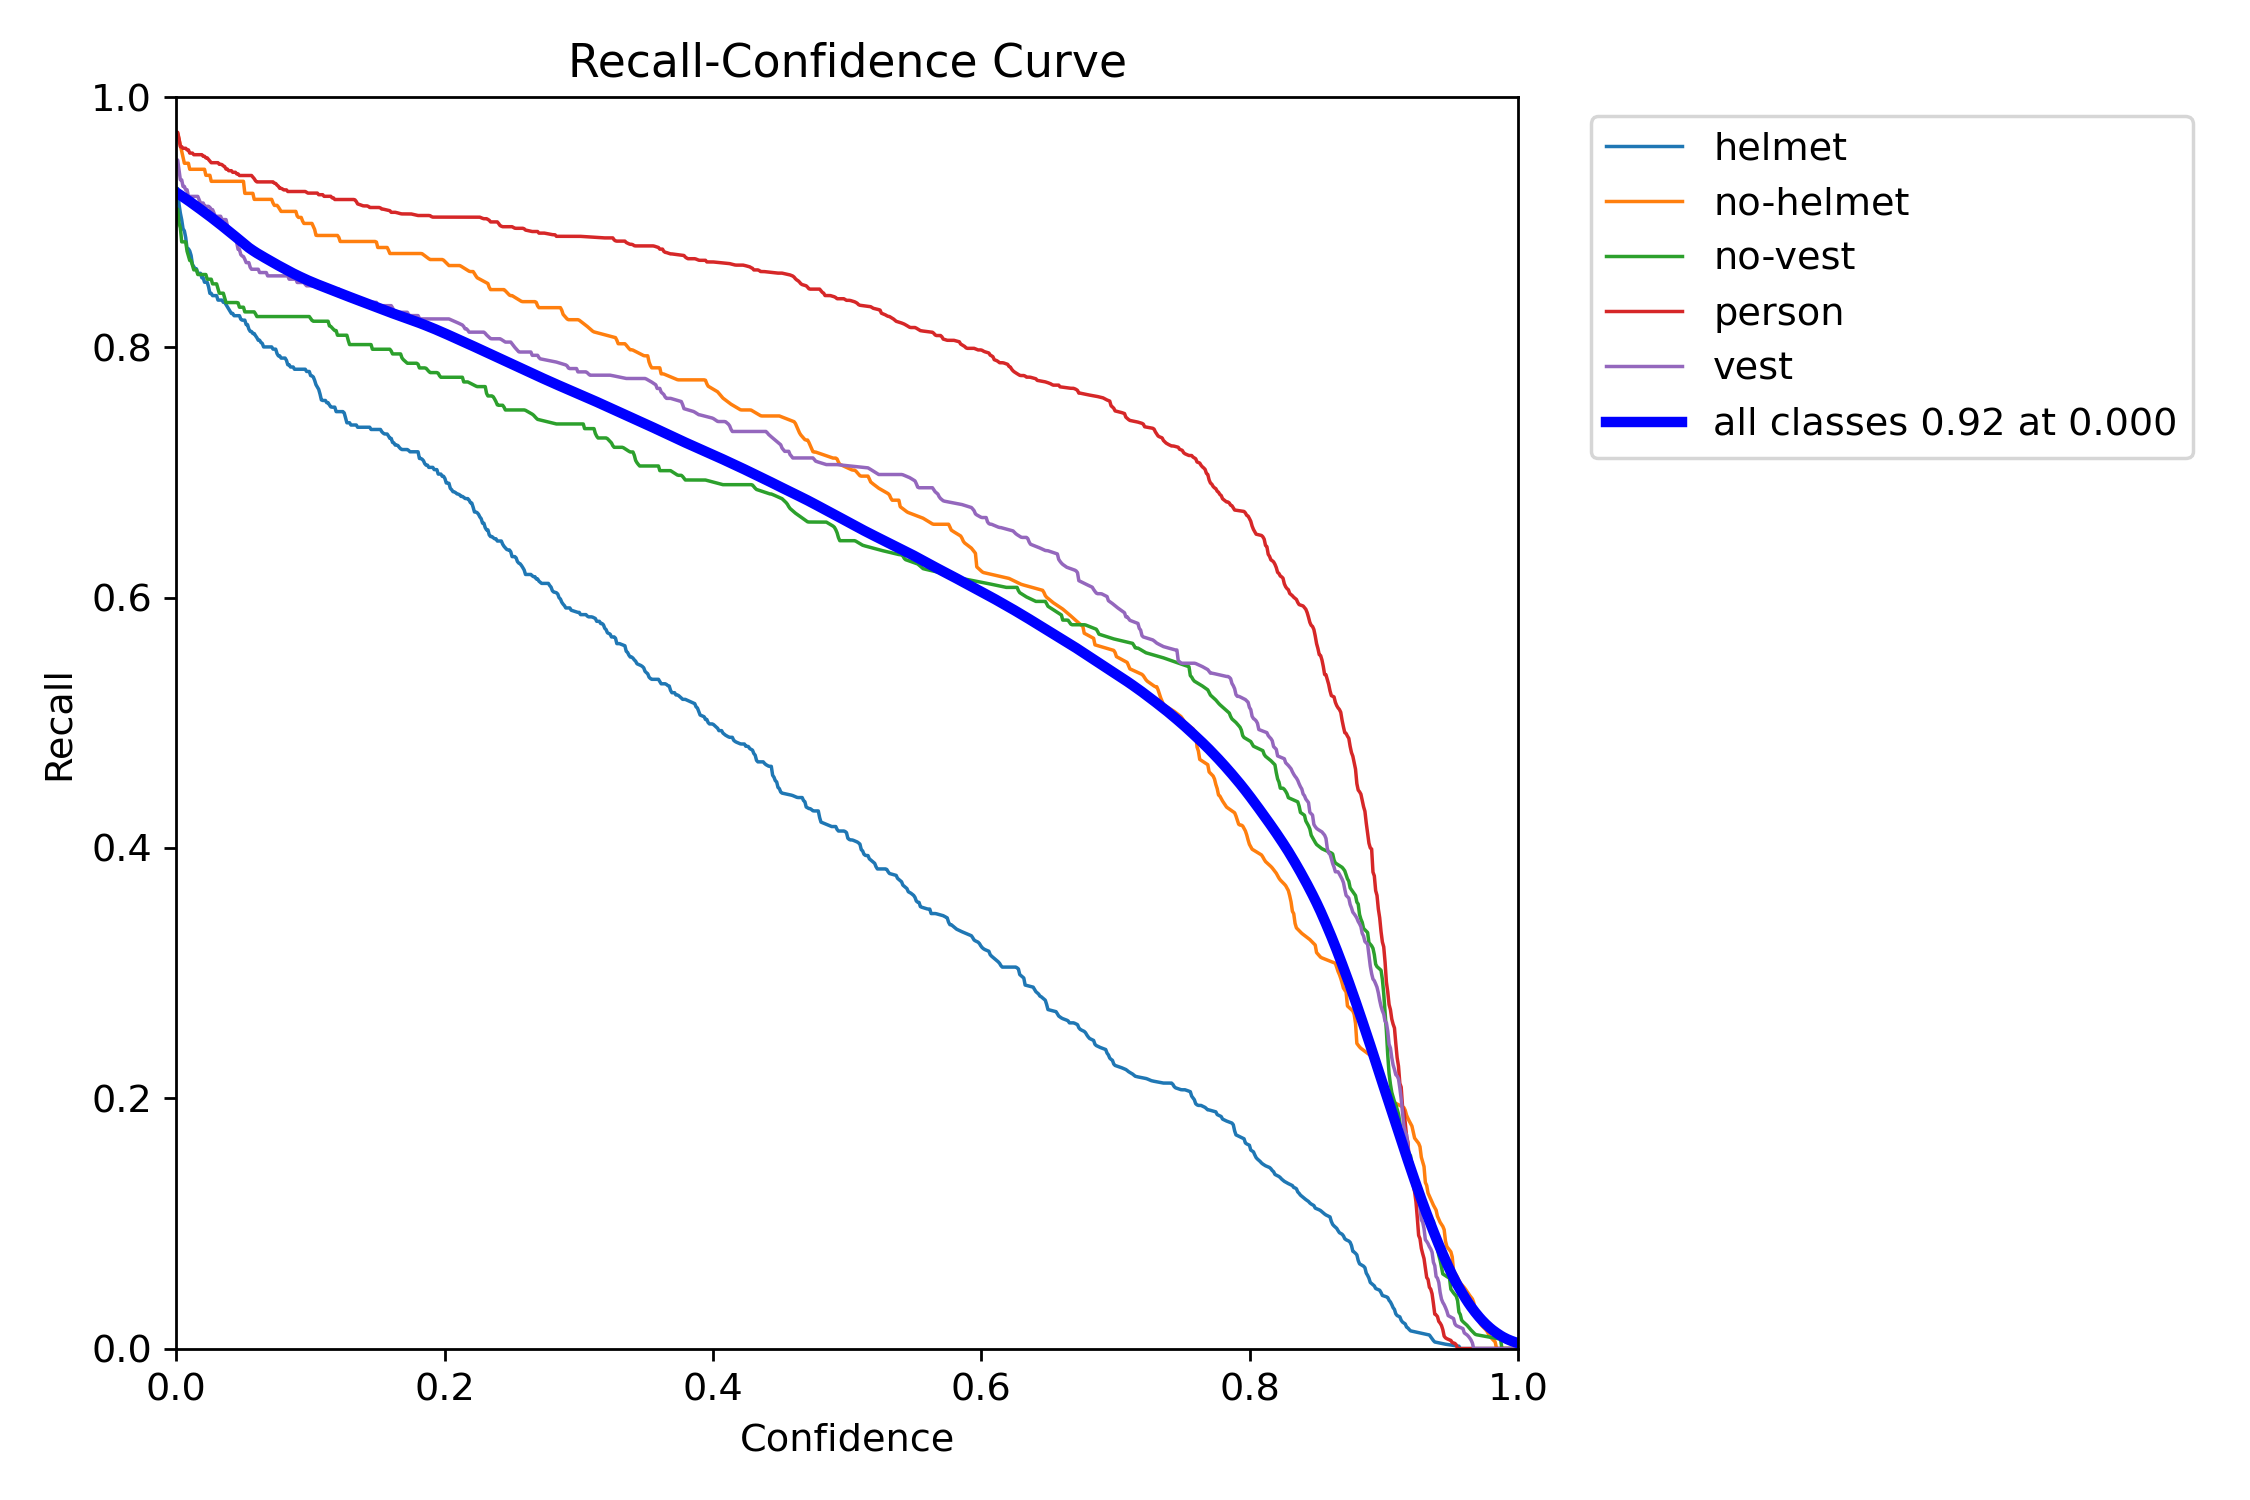 Recall-Confidence Curve
1.0
0.8
0.6
0.4
0.2
0.0
Recall
0.0 0.2 0.4 0.6 0.8 1.0
Confidence
helmet
no-helmet
no-vest
person
vest
all classes 0.92 at 0.000